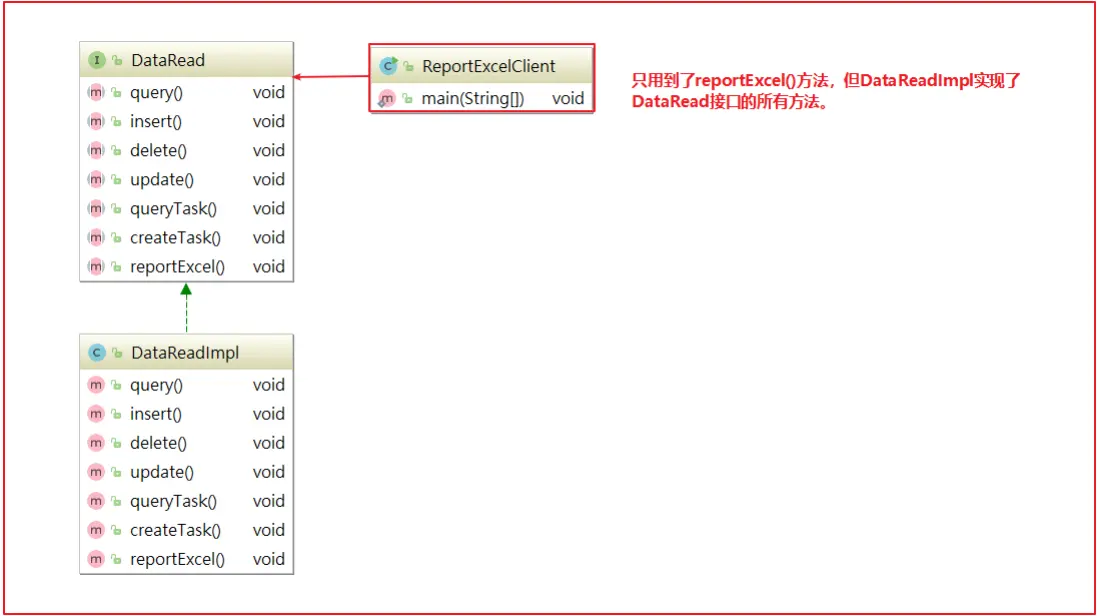 I DataRead
m query() void
m insert() void
m delete() void
m update() void
m queryTask() void
m createTask() void
m reportExcel() void
C ReportExcelClient
m main(String[]) void
只用到了reportExcel()方法，但DataReadImpl实现了
DataRead接口的所有方法。
C DataReadImpl
m query() void
m insert() void
m delete() void
m update() void
m queryTask() void
m createTask() void
m reportExcel() void